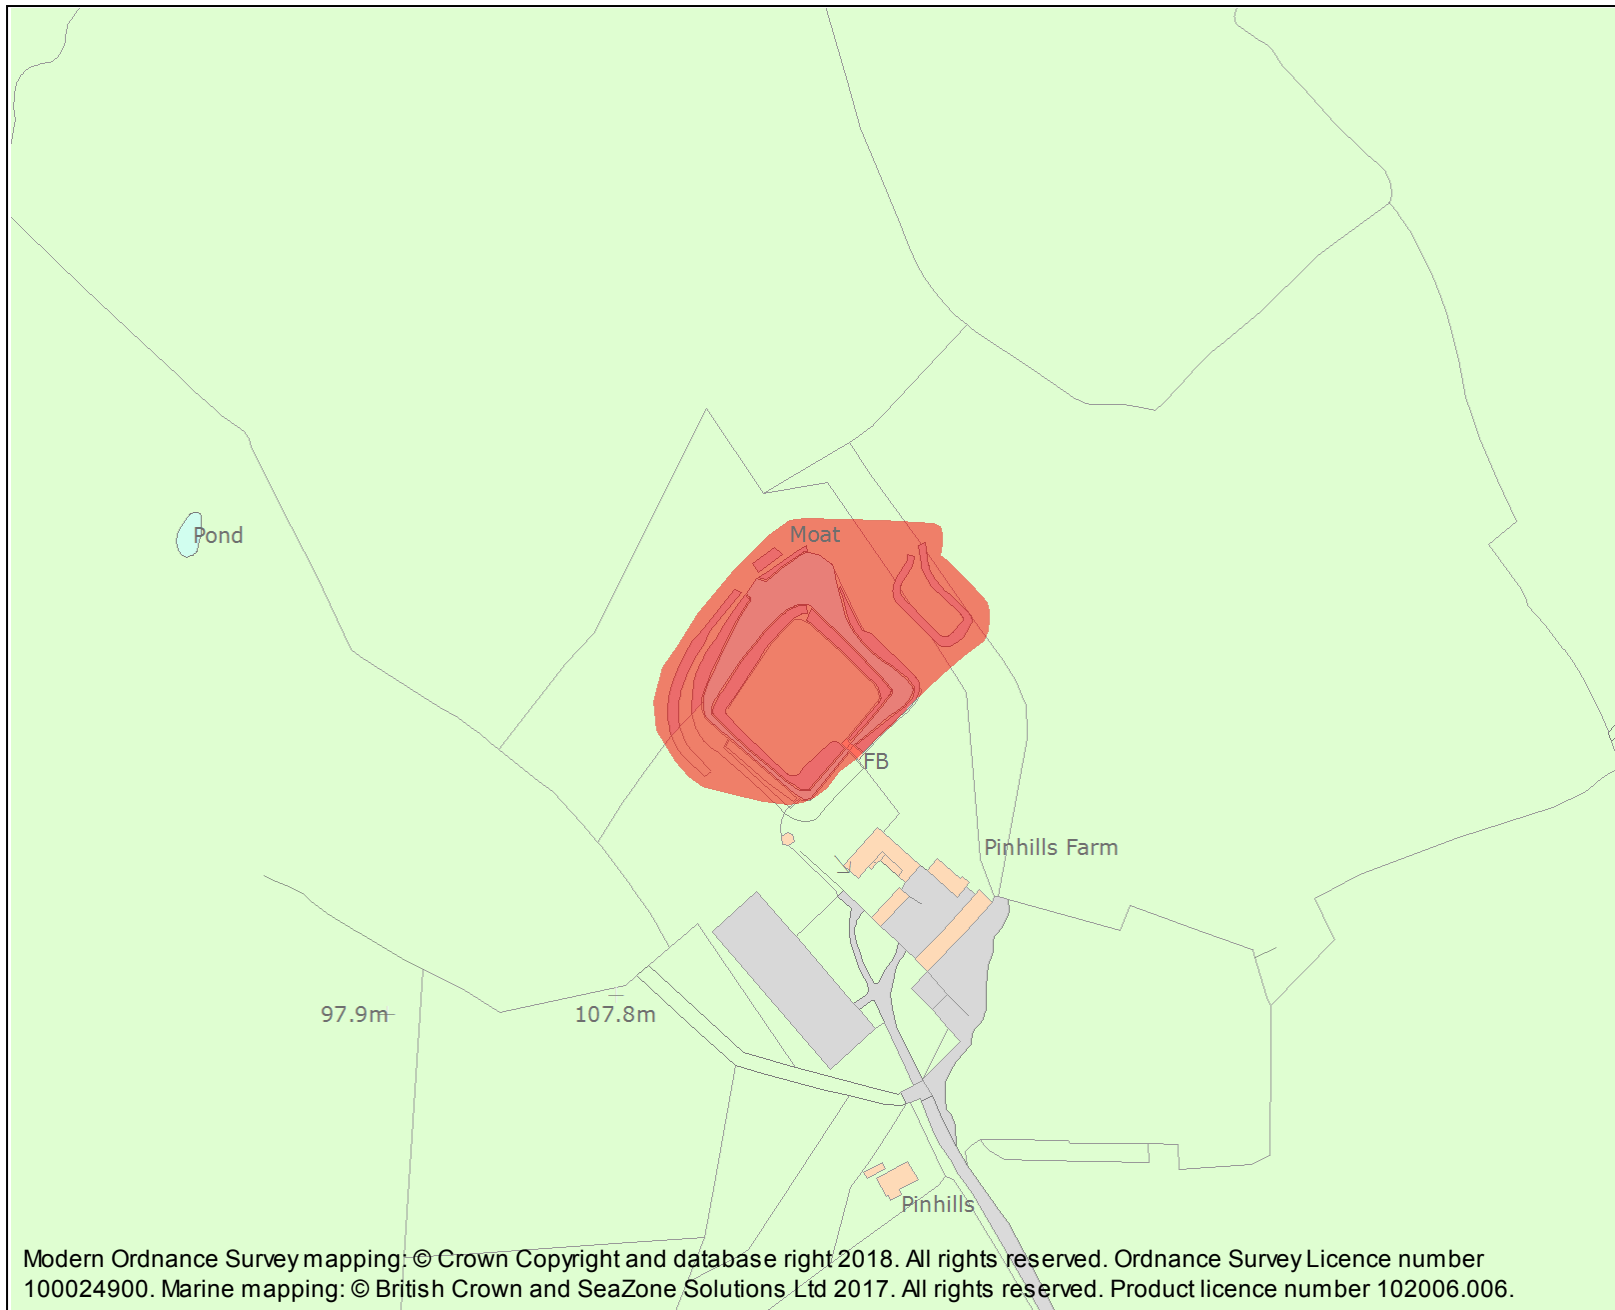 Moat
Pond
FB
Pinhills Farm
97.9m
107.8m
Pinhills
Modern Ordnance Survey mapping: © Crown Copyright and database right 2018. All rights reserved. Ordnance Survey Licence number
100024900. Marine mapping: © British Crown and SeaZone Solutions Ltd 2017. All rights reserved. Product licence number 102006.006.